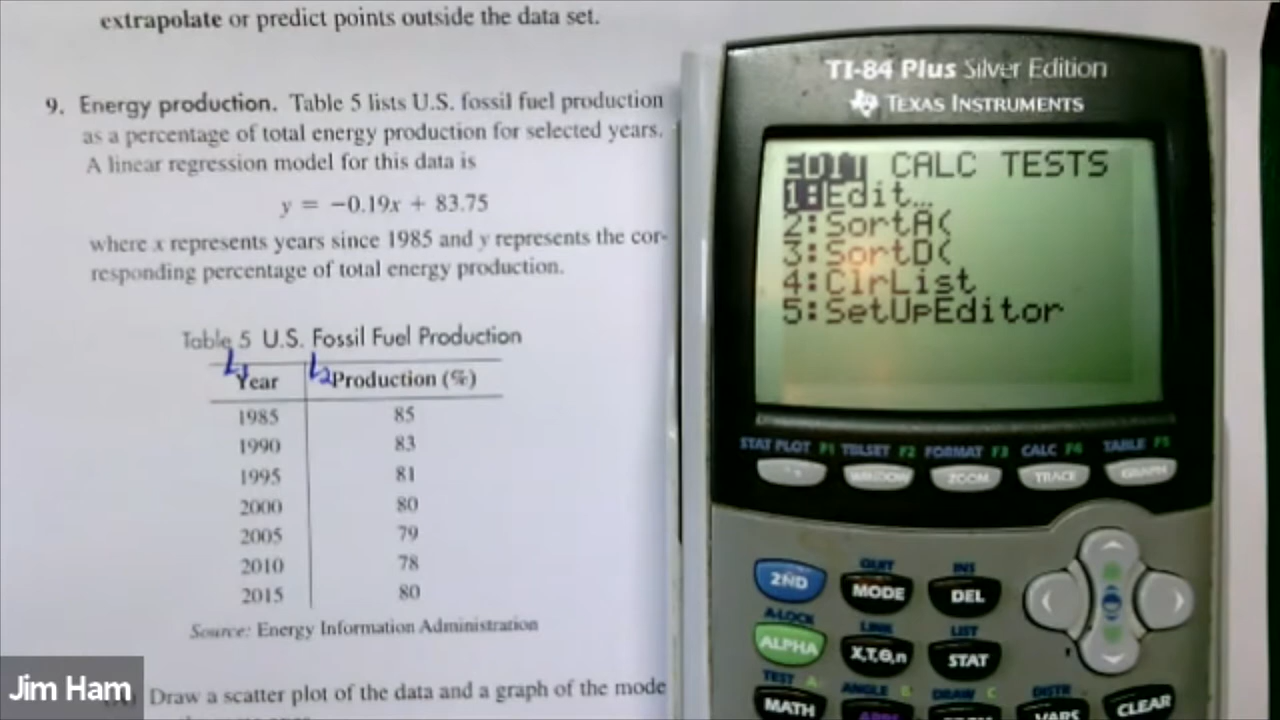 extrapolate or predict points outside the data set.
9. Energy production. Table 5 lists U.S. fossil fuel production
as a percentage of total energy production for selected years.
A linear regression model for this data is
y = −0.19x + 83.75
where x represents years since 1985 and y represents the cor-
responding percentage of total energy production.
Table 5 U.S. Fossil Fuel Production
L1 L2
Year Production (%)
1985 85
1990 83
1995 81
2000 80
2005 79
2010 78
2015 80
Source: Energy Information Administration
Draw a scatter plot of the data and a graph of the mode
Jim Ham
TI-84 Plus Silver Edition
TEXAS INSTRUMENTS
EDIT CALC TESTS
1:Edit…
2:SortA(
3:SortD(
4:ClrList
5:SetUpEditor
STAT PLOT F1 TBLSET F2 FORMAT F3 CALC F4 TABLE F5
WINDOW ZOOM TRACE GRAPH
QUIT INS
2ND MODE DEL
A-LOCK LINK LIST
ALPHA X,T,θ,n STAT
TEST A ANGLE B DRAW C DISTR
MATH VARS CLEAR